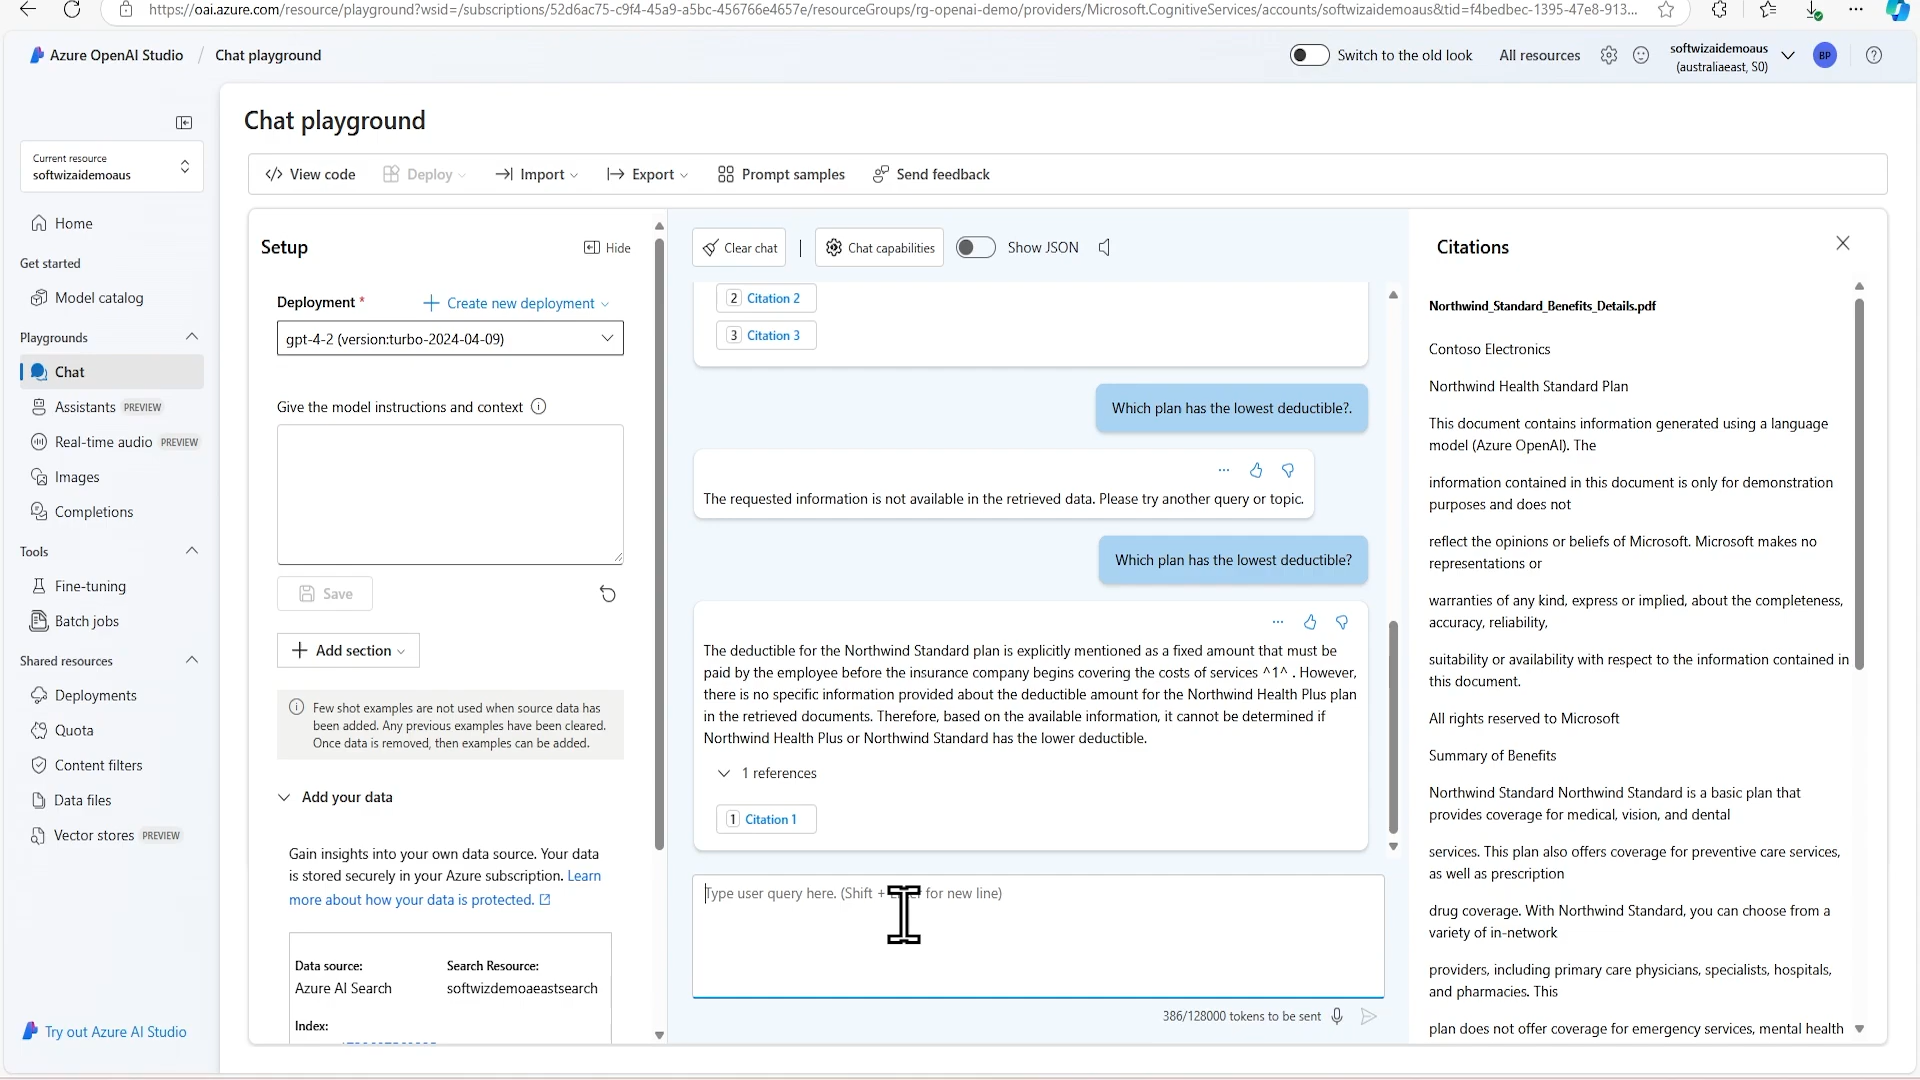 https://oai.azure.com/resource/playground?wsid=/subscriptions/52d6ac75-c9f4-45a9-a5bc-456766e4657e/resourceGroups/rg-openai-demo/providers/Microsoft.CognitiveServices/accounts/softwizaidemoaus&tid=f4bedbec-1395-47e8-913...
Azure OpenAI Studio / Chat playground
Switch to the old look
All resources
softwizaidemoaus
(australiaeast, S0)
BP
Current resource
softwizaidemoaus
Home
Get started
Model catalog
Playgrounds
Chat
Assistants PREVIEW
Real-time audio PREVIEW
Images
Completions
Tools
Fine-tuning
Batch jobs
Shared resources
Deployments
Quota
Content filters
Data files
Vector stores PREVIEW
Try out Azure AI Studio
Chat playground
View code
Deploy
Import
Export
Prompt samples
Send feedback
Setup
Hide
Deployment *
Create new deployment
gpt-4-2 (version:turbo-2024-04-09)
Give the model instructions and context
Save
Add section
Few shot examples are not used when source data has
been added. Any previous examples have been cleared.
Once data is removed, then examples can be added.
Add your data
Gain insights into your own data source. Your data
is stored securely in your Azure subscription. Learn
more about how your data is protected.
Data source:
Azure AI Search
Search Resource:
softwizdemoaeastsearch
Index:
Clear chat
Chat capabilities
Show JSON
2 Citation 2
3 Citation 3
Which plan has the lowest deductible?.
The requested information is not available in the retrieved data. Please try another query or topic.
Which plan has the lowest deductible?
The deductible for the Northwind Standard plan is explicitly mentioned as a fixed amount that must be
paid by the employee before the insurance company begins covering the costs of services ^1^ . However,
there is no specific information provided about the deductible amount for the Northwind Health Plus plan
in the retrieved documents. Therefore, based on the available information, it cannot be determined if
Northwind Health Plus or Northwind Standard has the lower deductible.
1 references
1 Citation 1
Type user query here. (Shift + for new line)
386/128000 tokens to be sent
Citations
Northwind_Standard_Benefits_Details.pdf
Contoso Electronics
Northwind Health Standard Plan
This document contains information generated using a language
model (Azure OpenAI). The
information contained in this document is only for demonstration
purposes and does not
reflect the opinions or beliefs of Microsoft. Microsoft makes no
representations or
warranties of any kind, express or implied, about the completeness,
accuracy, reliability,
suitability or availability with respect to the information contained in
this document.
All rights reserved to Microsoft
Summary of Benefits
Northwind Standard Northwind Standard is a basic plan that
provides coverage for medical, vision, and dental
services. This plan also offers coverage for preventive care services,
as well as prescription
drug coverage. With Northwind Standard, you can choose from a
variety of in-network
providers, including primary care physicians, specialists, hospitals,
and pharmacies. This
plan does not offer coverage for emergency services, mental health